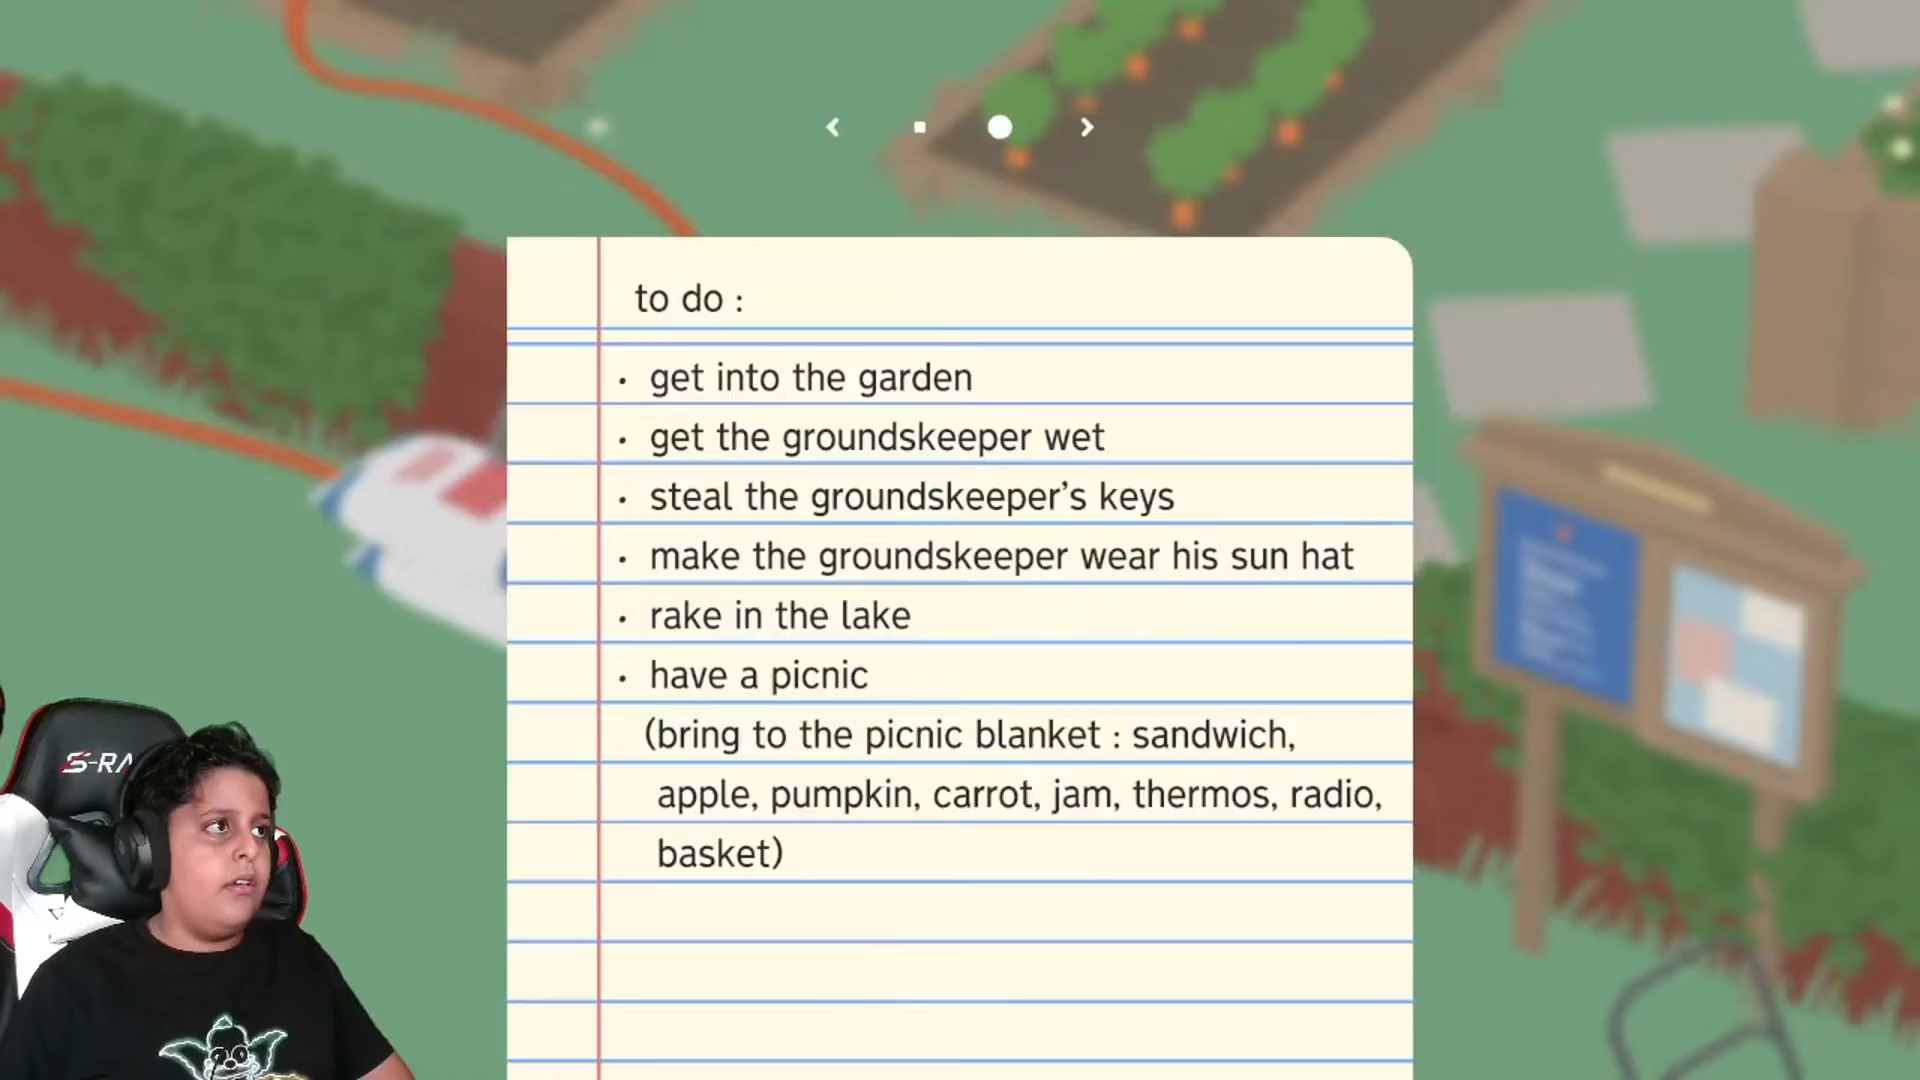 to do :
• get into the garden
• get the groundskeeper wet
• steal the groundskeeper's keys
• make the groundskeeper wear his sun hat
• rake in the lake
• have a picnic
(bring to the picnic blanket : sandwich,
apple, pumpkin, carrot, jam, thermos, radio,
basket)
S-RA